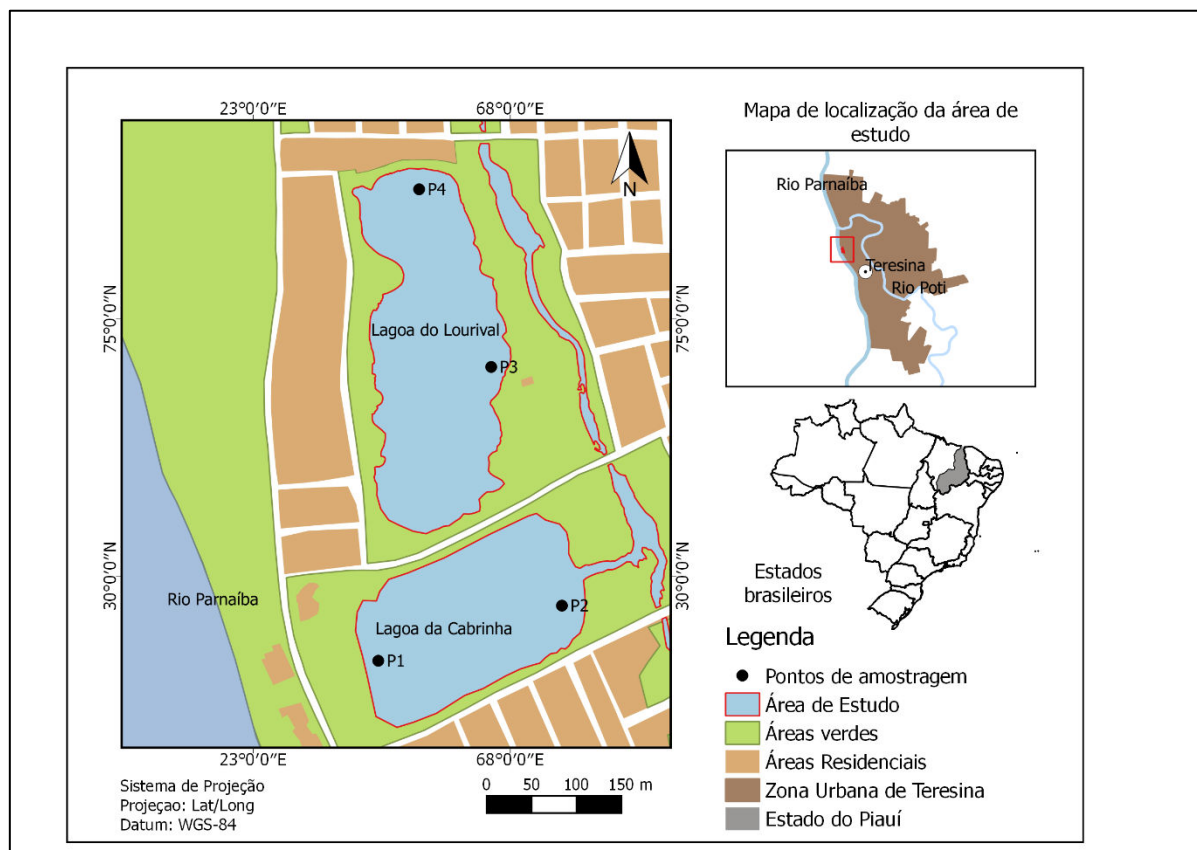 23°0′0″E
68°0′0″E
75°0′0″N
30°0′0″N
75°0′0″N
30°0′0″N
23°0′0″E
68°0′0″E
N
P4
Lagoa do Lourival
P3
Rio Parnaíba
P2
Lagoa da Cabrinha
P1
Sistema de Projeção
Projeçao: Lat/Long
Datum: WGS-84
0 50 100 150 m
Mapa de localização da área de
estudo
Rio Parnaíba
Teresina
Rio Poti
Estados
brasileiros
Legenda
Pontos de amostragem
Área de Estudo
Áreas verdes
Áreas Residenciais
Zona Urbana de Teresina
Estado do Piauí